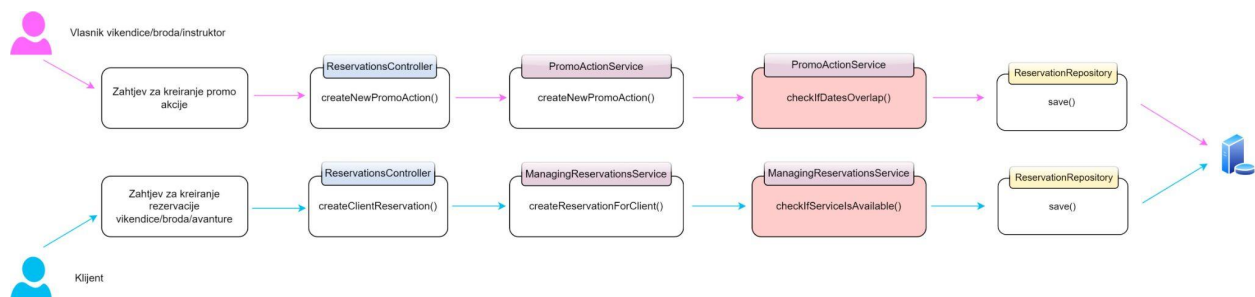 Vlasnik vikendice/broda/instruktor
Zahtjev za kreiranje promo
akcije
ReservationsController
createNewPromoAction()
PromoActionService
createNewPromoAction()
PromoActionService
checkIfDatesOverlap()
ReservationRepository
save()
Zahtjev za kreiranje
rezervacije
vikendice/broda/avanture
ReservationsController
createClientReservation()
ManagingReservationsService
createReservationForClient()
ManagingReservationsService
checkIfServiceIsAvailable()
ReservationRepository
save()
Klijent